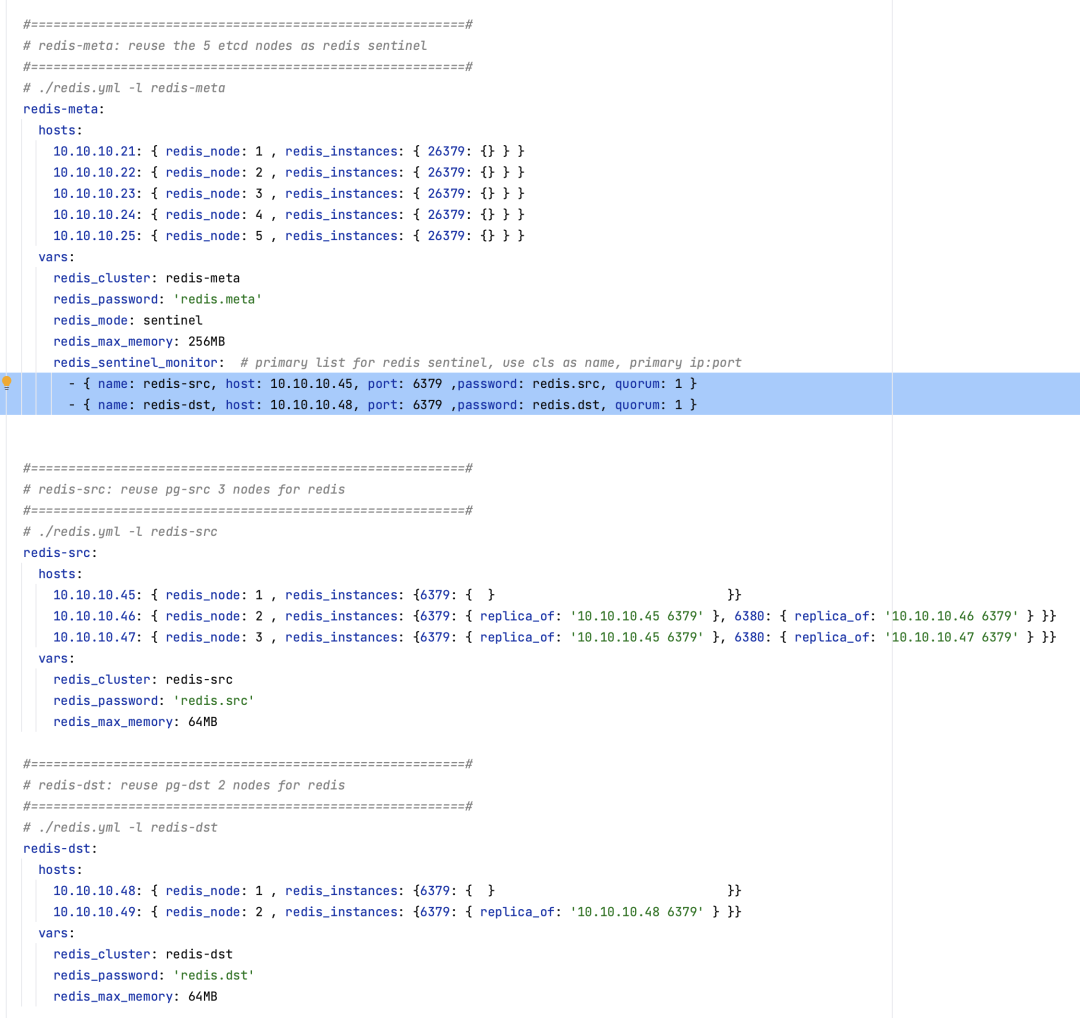 #==========================================================#
# redis-meta: reuse the 5 etcd nodes as redis sentinel
#==========================================================#
# ./redis.yml -l redis-meta
redis-meta:
  hosts:
    10.10.10.21: { redis_node: 1 , redis_instances: { 26379: {} } }
    10.10.10.22: { redis_node: 2 , redis_instances: { 26379: {} } }
    10.10.10.23: { redis_node: 3 , redis_instances: { 26379: {} } }
    10.10.10.24: { redis_node: 4 , redis_instances: { 26379: {} } }
    10.10.10.25: { redis_node: 5 , redis_instances: { 26379: {} } }
  vars:
    redis_cluster: redis-meta
    redis_password: 'redis.meta'
    redis_mode: sentinel
    redis_max_memory: 256MB
    redis_sentinel_monitor:  # primary list for redis sentinel, use cls as name, primary ip:port
      - { name: redis-src, host: 10.10.10.45, port: 6379 ,password: redis.src, quorum: 1 }
      - { name: redis-dst, host: 10.10.10.48, port: 6379 ,password: redis.dst, quorum: 1 }
#==========================================================#
# redis-src: reuse pg-src 3 nodes for redis
#==========================================================#
# ./redis.yml -l redis-src
redis-src:
  hosts:
    10.10.10.45: { redis_node: 1 , redis_instances: {6379: {  }                               }}
    10.10.10.46: { redis_node: 2 , redis_instances: {6379: { replica_of: '10.10.10.45 6379' }, 6380: { replica_of: '10.10.10.46 6379' } }}
    10.10.10.47: { redis_node: 3 , redis_instances: {6379: { replica_of: '10.10.10.45 6379' }, 6380: { replica_of: '10.10.10.47 6379' } }}
  vars:
    redis_cluster: redis-src
    redis_password: 'redis.src'
    redis_max_memory: 64MB
#==========================================================#
# redis-dst: reuse pg-dst 2 nodes for redis
#==========================================================#
# ./redis.yml -l redis-dst
redis-dst:
  hosts:
    10.10.10.48: { redis_node: 1 , redis_instances: {6379: {  }                               }}
    10.10.10.49: { redis_node: 2 , redis_instances: {6379: { replica_of: '10.10.10.48 6379' } }}
  vars:
    redis_cluster: redis-dst
    redis_password: 'redis.dst'
    redis_max_memory: 64MB